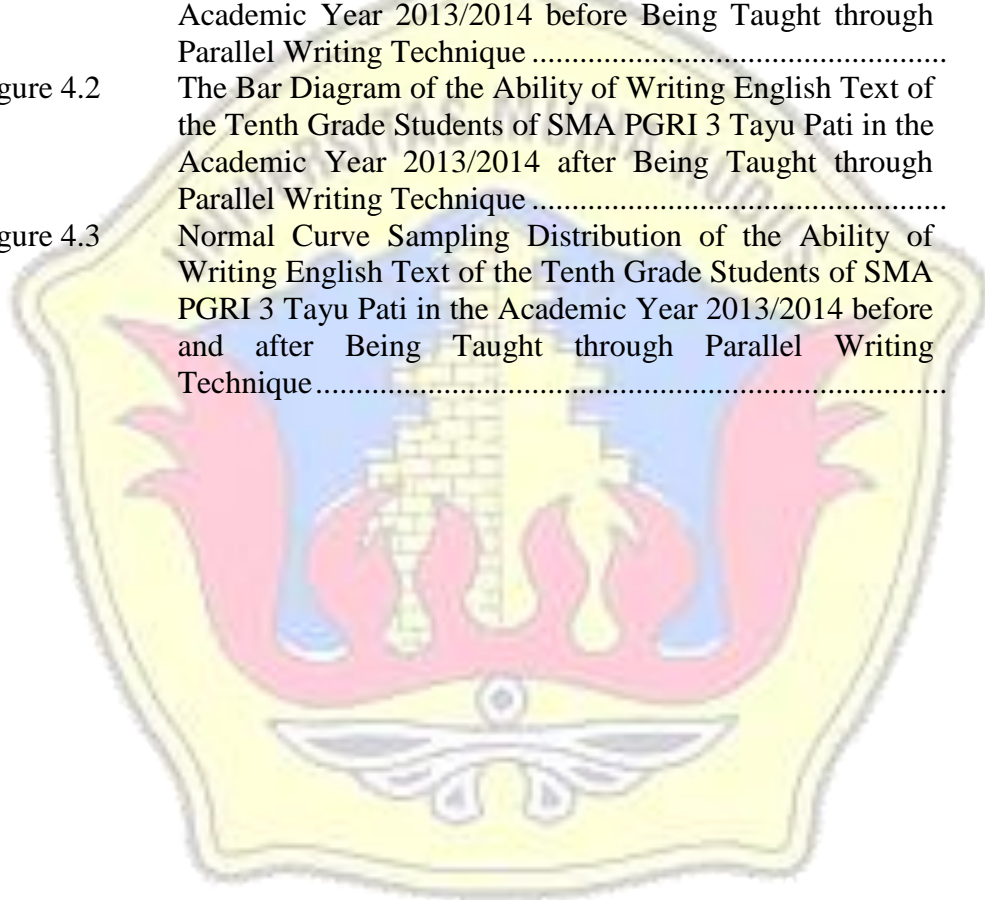 Academic Year 2013/2014 before Being Taught through
Parallel Writing Technique ...................................................
gure 4.2 The Bar Diagram of the Ability of Writing English Text of
the Tenth Grade Students of SMA PGRI 3 Tayu Pati in the
Academic Year 2013/2014 after Being Taught through
Parallel Writing Technique ...................................................
gure 4.3 Normal Curve Sampling Distribution of the Ability of
Writing English Text of the Tenth Grade Students of SMA
PGRI 3 Tayu Pati in the Academic Year 2013/2014 before
and after Being Taught through Parallel Writing
Technique ..............................................................................